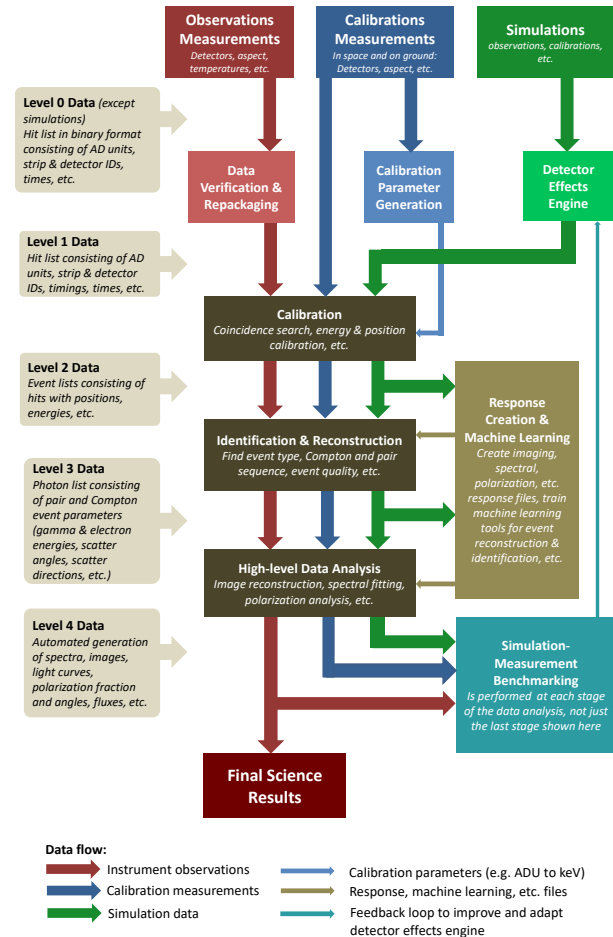 Observations
Measurements
Detectors, aspect,
temperatures, etc.
Calibrations
Measurements
In space and on ground:
Detectors, aspect, etc.
Simulations
observations, calibrations,
etc.
Level 0 Data (except
simulations)
Hit list in binary format
consisting of AD units,
strip & detector IDs,
times, etc.
Data
Verification &
Repackaging
Calibration
Parameter
Generation
Detector
Effects
Engine
Level 1 Data
Hit list consisting of AD
units, strip & detector
IDs, timings, times, etc.
Calibration
Coincidence search, energy & position
calibration, etc.
Level 2 Data
Event lists consisting of
hits with positions,
energies, etc.
Response
Creation &
Machine Learning
Create imaging,
spectral,
polarization, etc.
response files, train
machine learning
tools for event
reconstruction &
identification, etc.
Identification & Reconstruction
Find event type, Compton and pair
sequence, event quality, etc.
Level 3 Data
Photon list consisting
of pair and Compton
event parameters
(gamma & electron
energies, scatter
angles, scatter
directions, etc.)
High-level Data Analysis
Image reconstruction, spectral fitting,
polarization analysis, etc.
Level 4 Data
Automated generation
of spectra, images,
light curves,
polarization fraction
and angles, fluxes, etc.
Simulation-
Measurement
Benchmarking
Is performed at each stage
of the data analysis, not just
the last stage shown here
Final Science
Results
Data flow:
Instrument observations
Calibration measurements
Simulation data
Calibration parameters (e.g. ADU to keV)
Response, machine learning, etc. files
Feedback loop to improve and adapt
detector effects engine